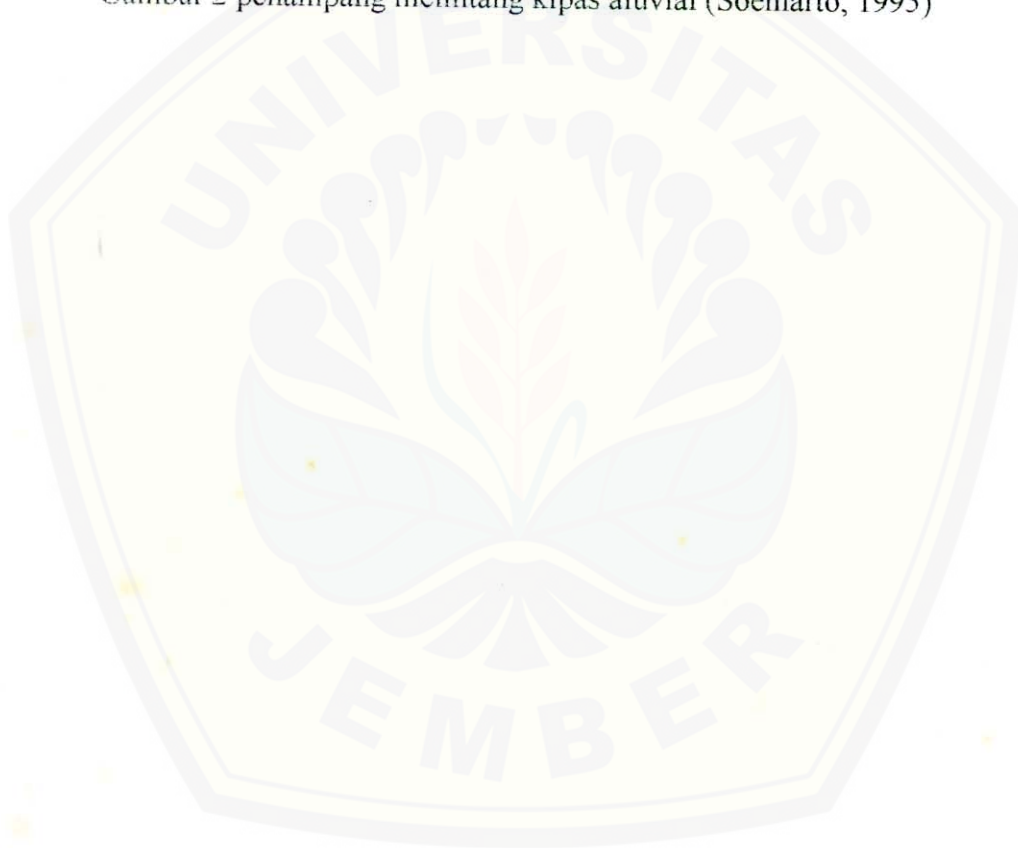 Gambar 2 penampang melintang kipas aluvial (Soemarto, 1995)
UNIVERSITAS
JEMBER